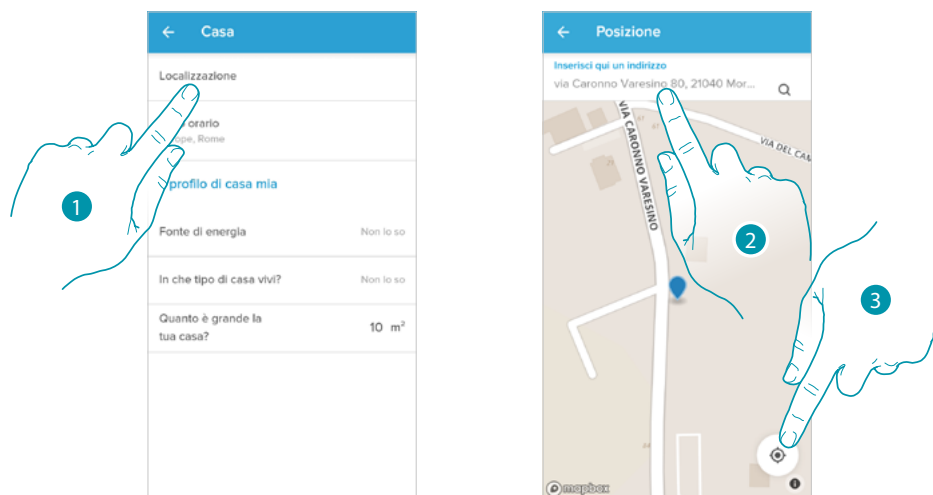 Casa
Localizzazione
orario
Rome
profilo di casa mia
Fonte di energia Non lo so
In che tipo di casa vivi? Non lo so
Quanto è grande la
tua casa?
10 m²
1
Posizione
Inserisci qui un indirizzo
via Caronno Varesino 80, 21040 Mor...
VIA CARONNO VARESINO
VIA DEL CAM
2
3
mapbox